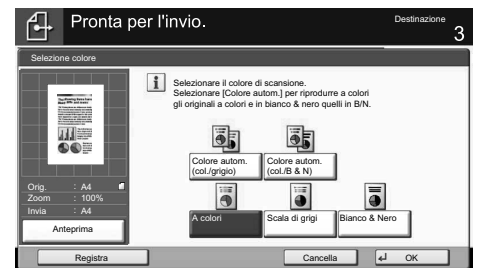 Pronta per l'invio.
Destinazione
3
Selezione colore
Selezionare il colore di scansione.
Selezionare [Colore autom.] per riprodurre a colori
gli originali a colori e in bianco & nero quelli in B/N.
Colore autom.
(col./grigio)
Colore autom.
(col./B & N)
Orig. : A4
Zoom : 100%
Invia : A4
A colori
Scala di grigi
Bianco & Nero
Anteprima
Registra
Cancella
OK